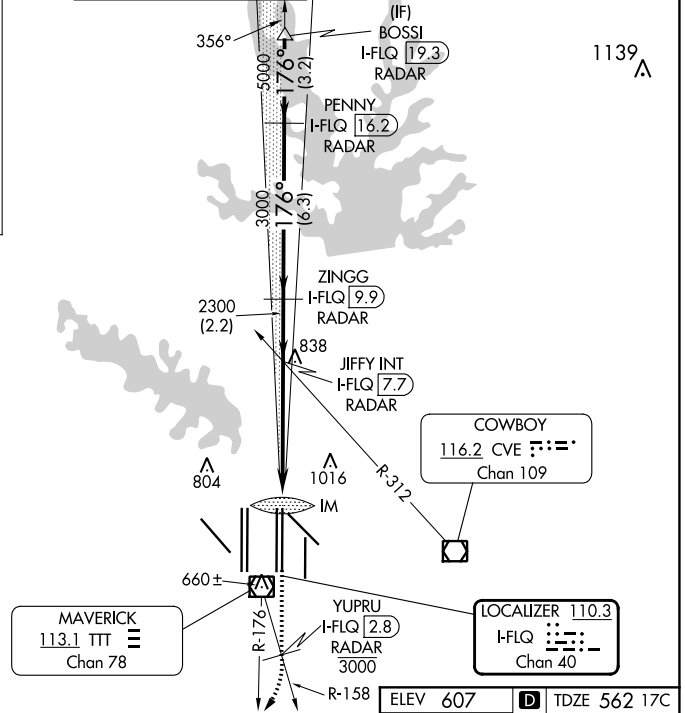 (IF)
BOSSI
I-FLQ 19.3
RADAR
356°
5000
176°
(3.2)
1139
PENNY
I-FLQ 16.2
RADAR
3000
176°
(6.3)
ZINGG
I-FLQ 9.9
RADAR
2300
(2.2)
838
JIFFY INT
I-FLQ 7.7
RADAR
COWBOY
116.2 CVE
Chan 109
R-312
804
1016
IM
660 ±
MAVERICK
113.1 TTT
Chan 78
R-176
YUPRU
I-FLQ 2.8
RADAR
3000
R-158
LOCALIZER 110.3
I-FLQ
Chan 40
ELEV 607 D TDZE 562 17C